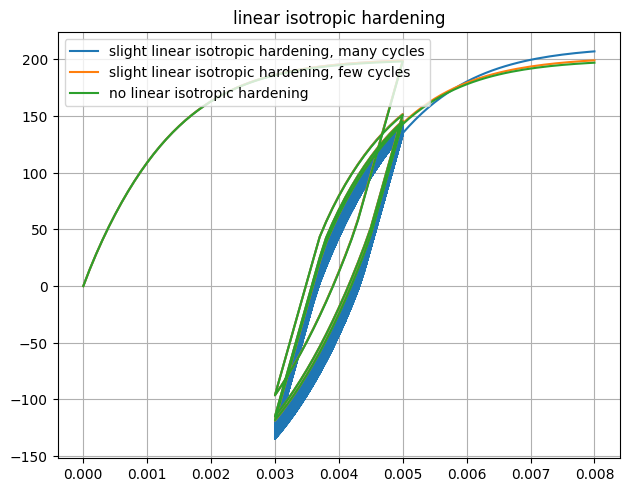 linear isotropic hardening
slight linear isotropic hardening, many cycles
slight linear isotropic hardening, few cycles
no linear isotropic hardening
200
150
100
50
0
−50
−100
−150
0.000 0.001 0.002 0.003 0.004 0.005 0.006 0.007 0.008